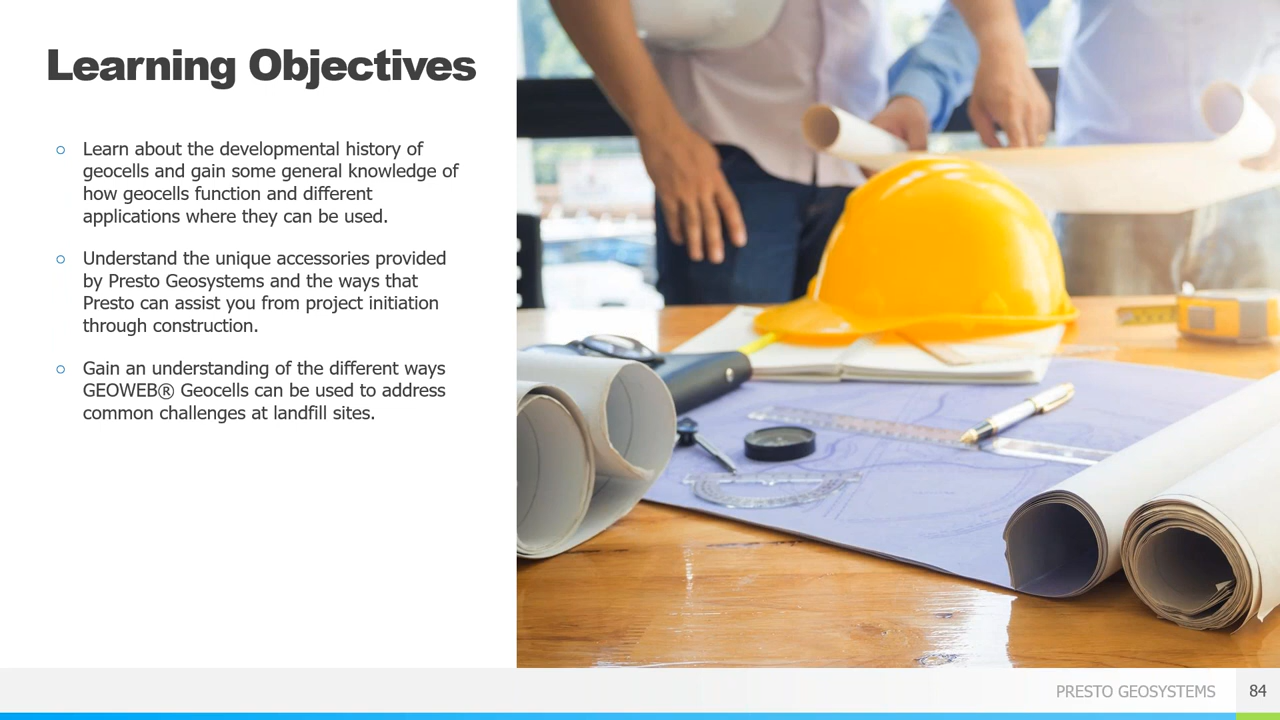 Learning Objectives
Learn about the developmental history of
geocells and gain some general knowledge of
how geocells function and different
applications where they can be used.
Understand the unique accessories provided
by Presto Geosystems and the ways that
Presto can assist you from project initiation
through construction.
Gain an understanding of the different ways
GEOWEB® Geocells can be used to address
common challenges at landfill sites.
PRESTO GEOSYSTEMS
84